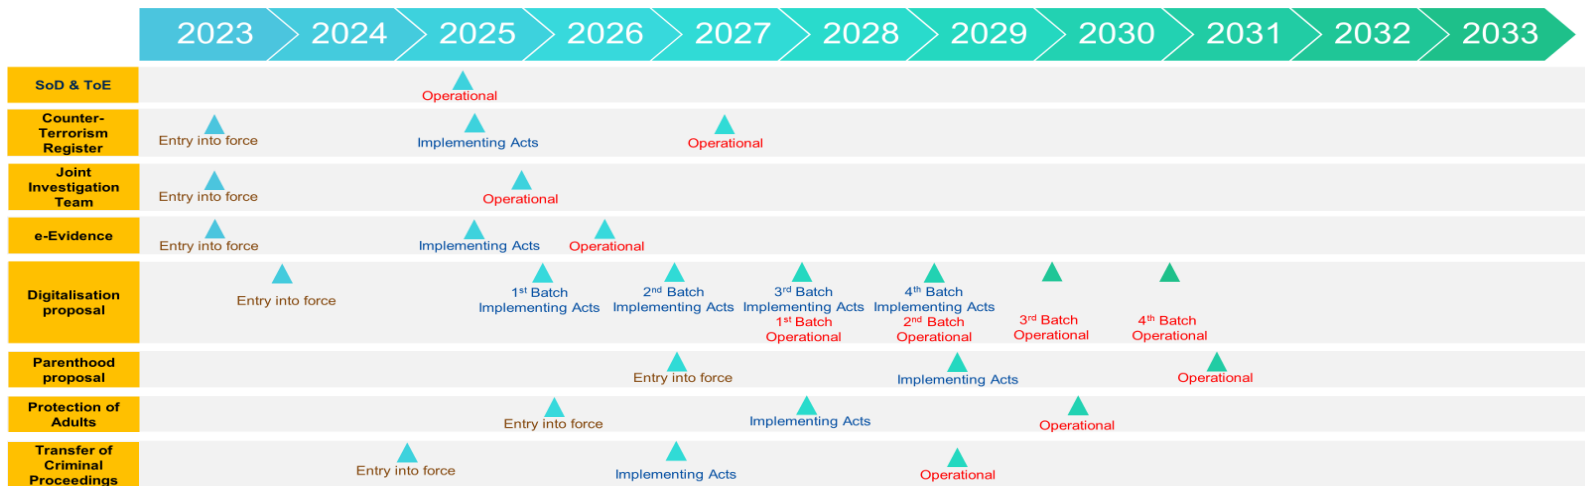 2023 2024 2025 2026 2027 2028 2029 2030 2031 2032 2033
SoD & ToE
Operational
Counter-
Terrorism
Register
Entry into force
Implementing Acts
Operational
Joint
Investigation
Team
Entry into force
Operational
e-Evidence
Entry into force
Implementing Acts
Operational
Digitalisation
proposal
Entry into force
1st Batch
Implementing Acts
2nd Batch
Implementing Acts
3rd Batch
Implementing Acts
1st Batch
Operational
4th Batch
Implementing Acts
2nd Batch
Operational
3rd Batch
Operational
4th Batch
Operational
Parenthood
proposal
Entry into force
Implementing Acts
Operational
Protection of
Adults
Entry into force
Implementing Acts
Operational
Transfer of
Criminal
Proceedings
Entry into force
Implementing Acts
Operational